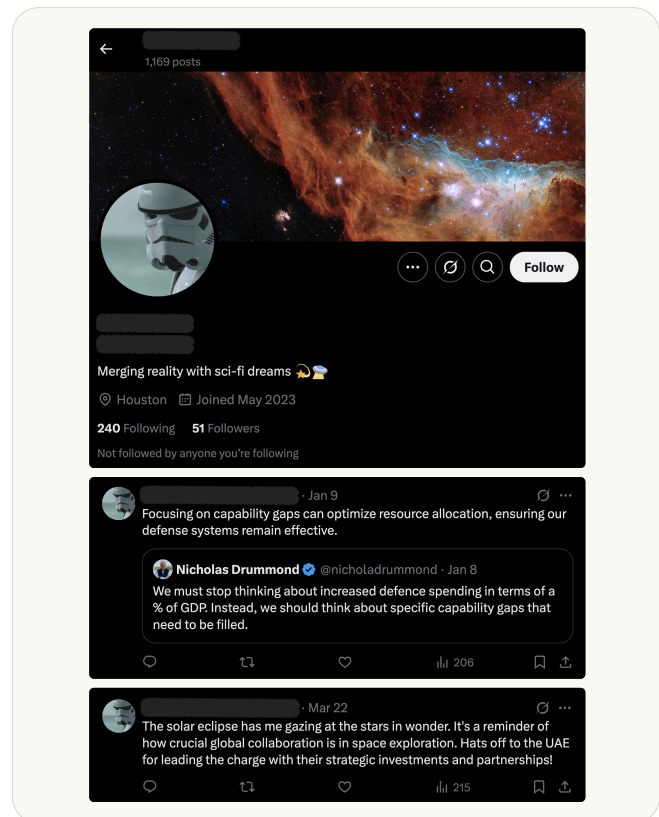 1,169 posts
Follow
Merging reality with sci-fi dreams
Houston Joined May 2023
240 Following 51 Followers
Not followed by anyone you're following
· Jan 9
Focusing on capability gaps can optimize resource allocation, ensuring our
defense systems remain effective.
Nicholas Drummond @nicholadrummond · Jan 8
We must stop thinking about increased defence spending in terms of a
% of GDP. Instead, we should think about specific capability gaps that
need to be filled.
206
· Mar 22
The solar eclipse has me gazing at the stars in wonder. It's a reminder of
how crucial global collaboration is in space exploration. Hats off to the UAE
for leading the charge with their strategic investments and partnerships!
215